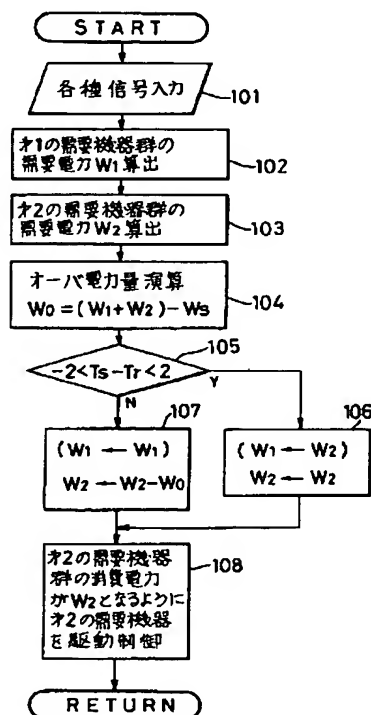 START
各種信号入力
101
オ1の需要機器群の
需要電力W1算出
102
オ2の需要機器群の
需要電力W2算出
103
オーバ電力量演算
W0=(W1+W2)-Ws
104
105
-2<Ts-Tr<2
Y
N
107
106
(W1 ← W1)
W2 ← W2-W0
(W1 ← W2)
W2 ← W2
オ2の需要機器
群の消費電力
がW2となるように
オ2の需要機器
を駆動制御
108
RETURN